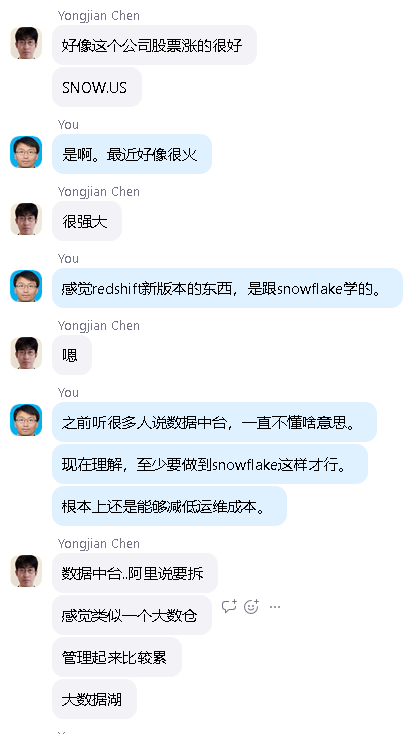 Yongjian Chen
好像这个公司股票涨的很好
SNOW.US
You
是啊。最近好像很火
Yongjian Chen
很强大
You
感觉redshift新版本的东西，是跟snowflake学的。
Yongjian Chen
嗯
You
之前听很多人说数据中台，一直不懂啥意思。
现在理解，至少要做到snowflake这样才行。
根本上还是能够减低运维成本。
Yongjian Chen
数据中台..阿里说要拆
感觉类似一个大数仓
管理起来比较累
大数据湖